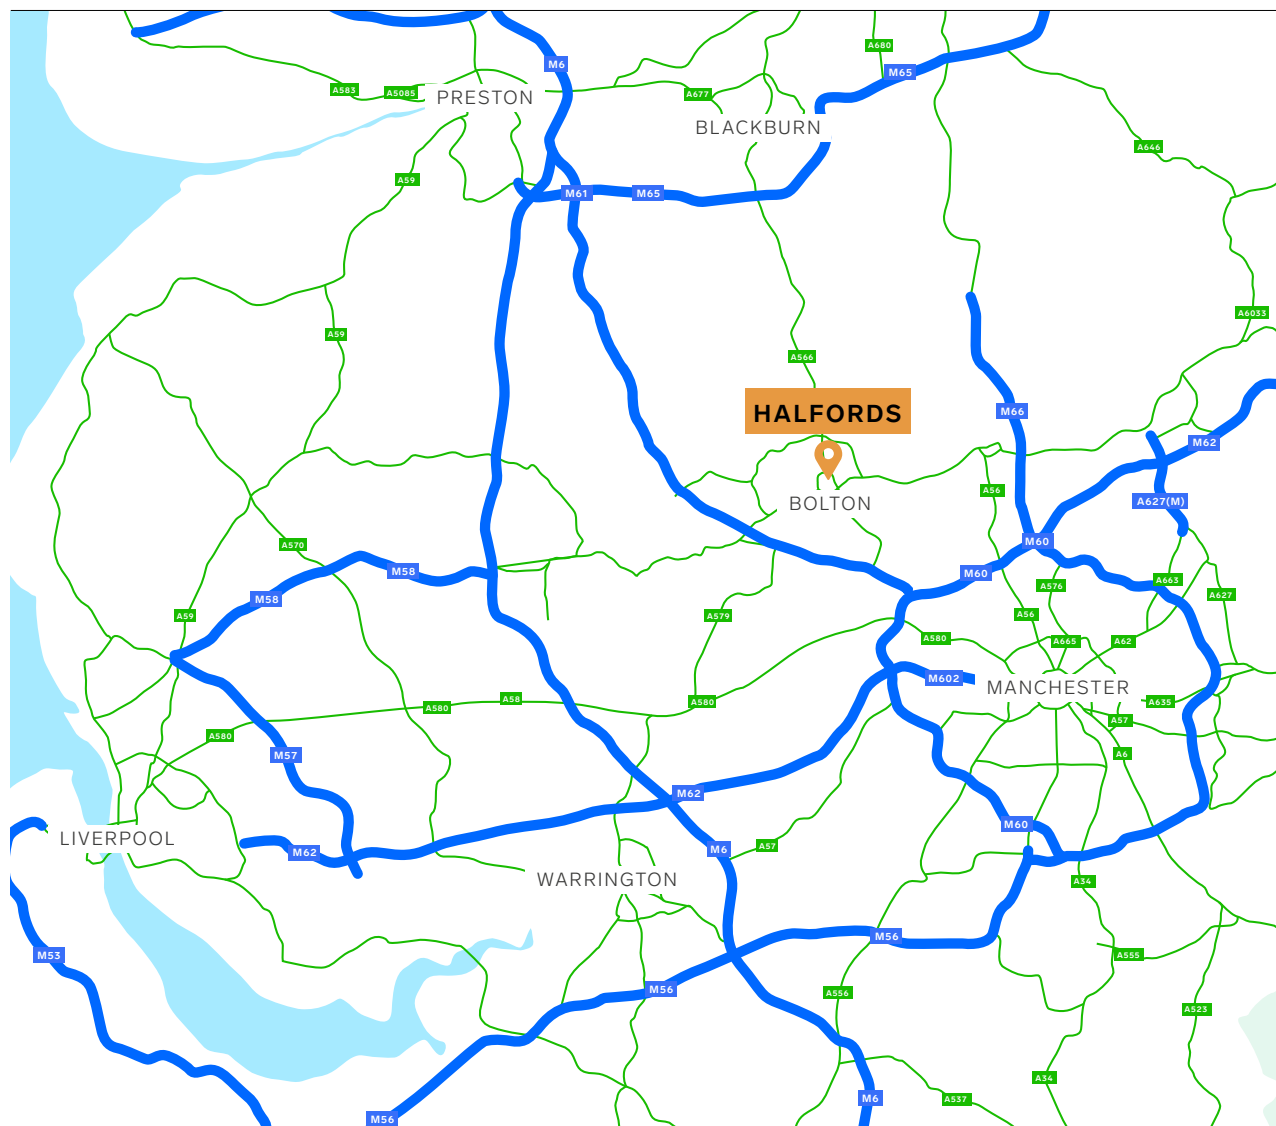 A680
M6
M65
A583
A5085
PRESTON
A677
BLACKBURN
A646
A59
M61
M65
A6033
A59
A566
HALFORDS
M66
M62
A56
A627(M)
BOLTON
A570
M60
M58
M60
A576
A663
M58
A627
A59
A579
A56
A580
A665
A62
M602
MANCHESTER
A580
A58
A580
A635
A57
A580
M57
A6
M62
M60
LIVERPOOL
M62
M6
A57
WARRINGTON
A34
M56
M53
A555
M56
A556
A523
A34
M56
M6
A537